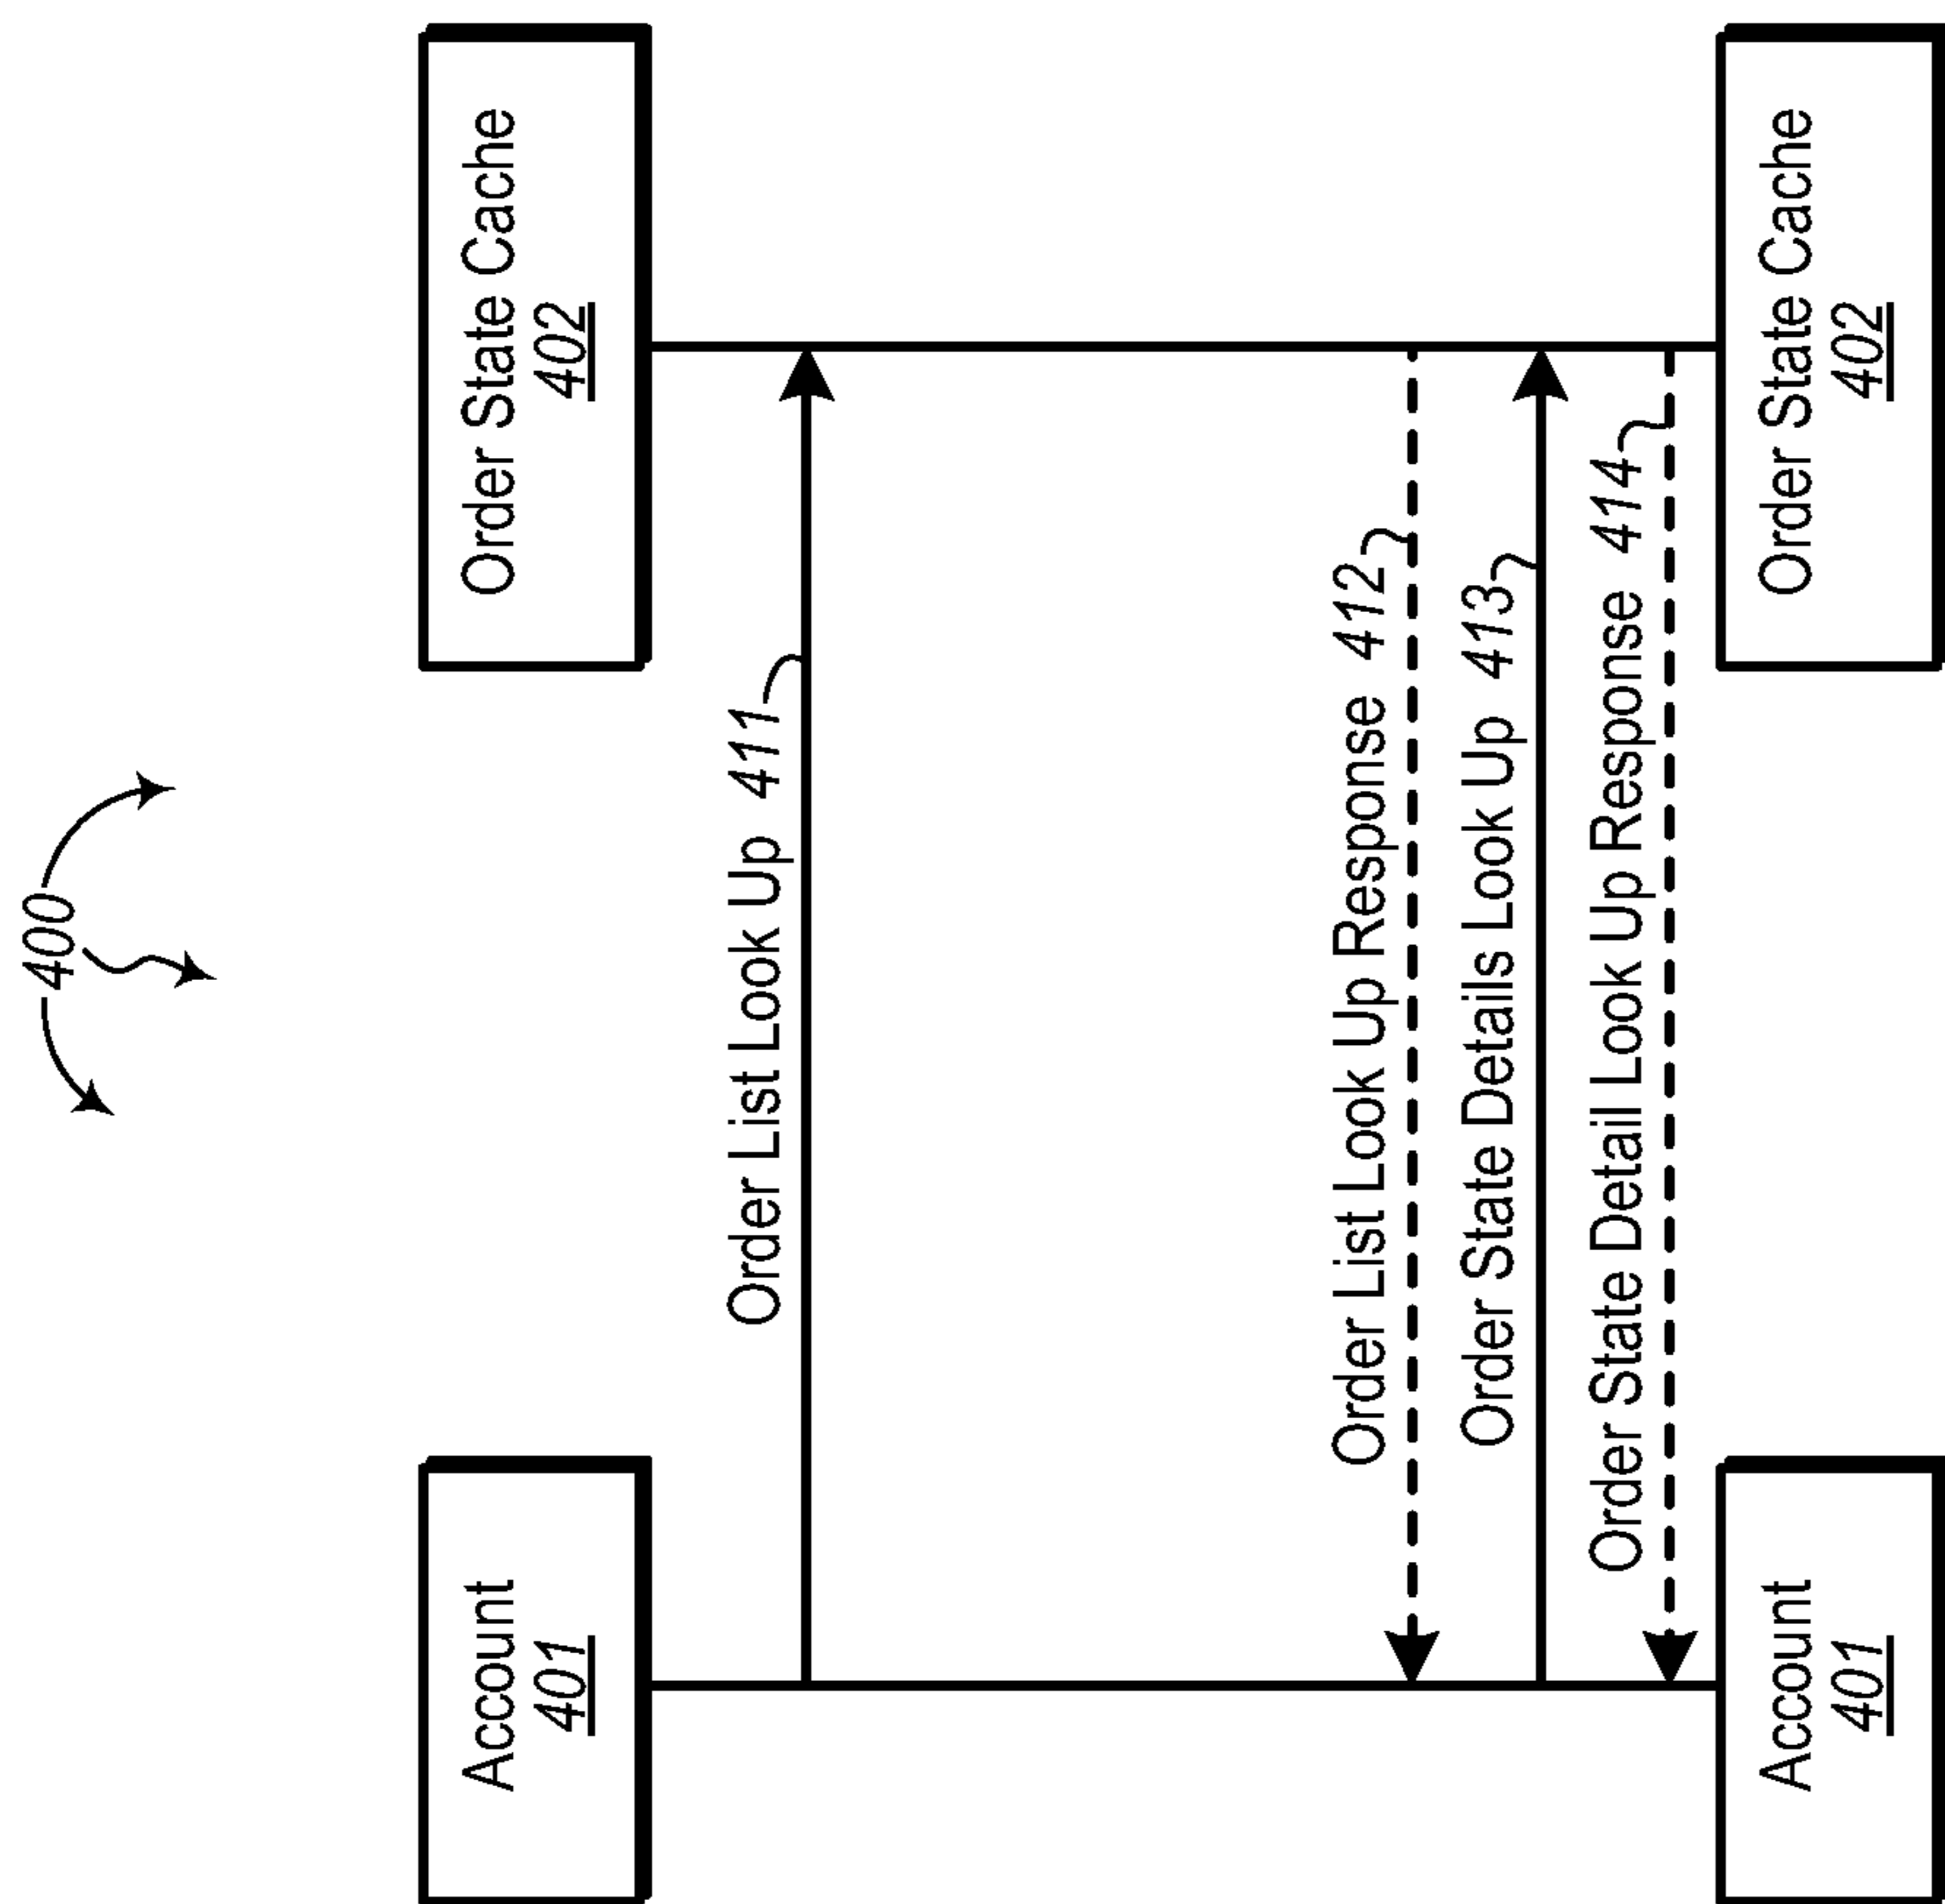 400
Account
401
Order State Cache
402
Order List Look Up 411
Order List Look Up Response 412
Order State Details Look Up 413
Order State Detail Look Up Response 414
Account
401
Order State Cache
402